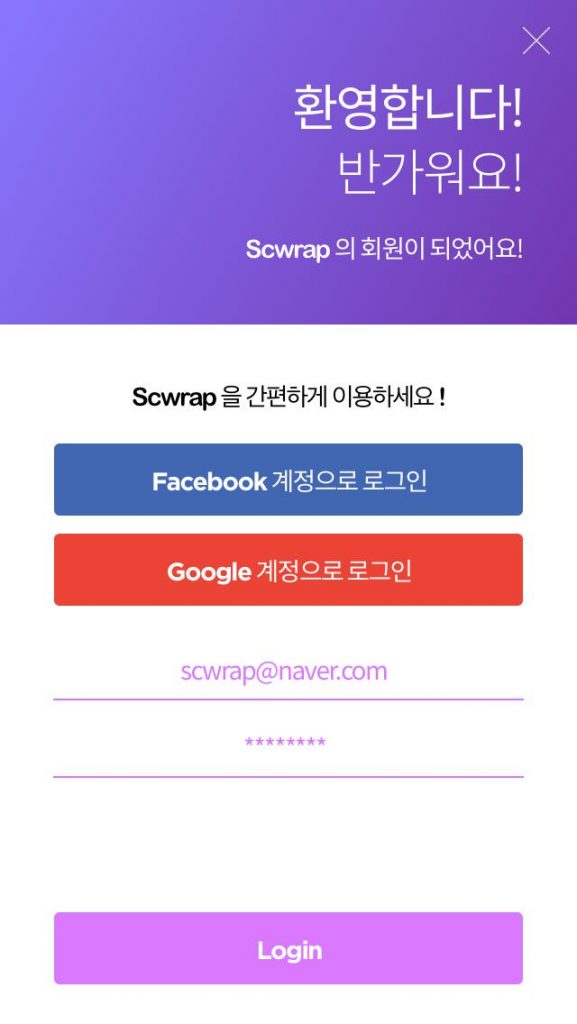 환영합니다!
반가워요!
Scwrap 의 회원이 되었어요!
Scwrap 을 간편하게 이용하세요 !
Facebook 계정으로 로그인
Google 계정으로 로그인
scwrap@naver.com
********
Login